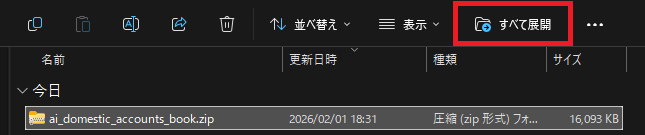 並べ替え 表示 すべて展開
名前 更新日時 種類 サイズ
今日
ai_domestic_accounts_book.zip 2026/02/01 18:31 圧縮 (zip 形式) フォ... 16,093 KB